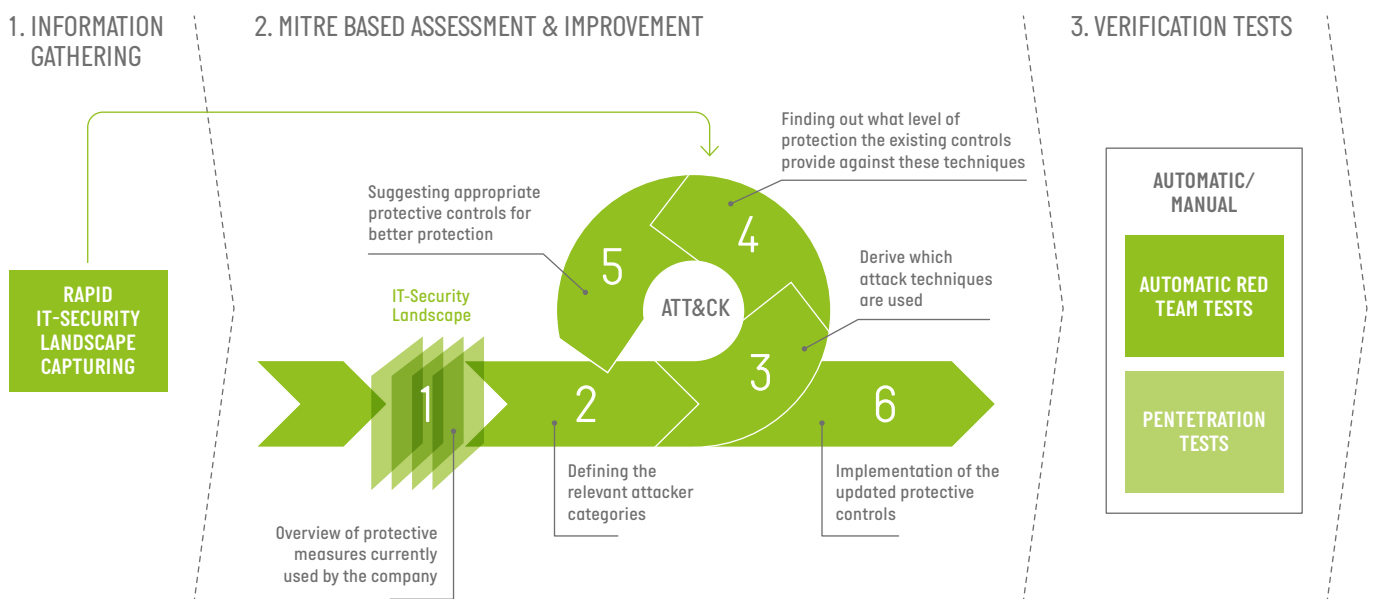 1. INFORMATION
GATHERING
2. MITRE BASED ASSESSMENT & IMPROVEMENT
3. VERIFICATION TESTS
RAPID
IT-SECURITY
LANDSCAPE
CAPTURING
Finding out what level of
protection the existing controls
provide against these techniques
Suggesting appropriate
protective controls for
better protection
Derive which
attack techniques
are used
IT-Security
Landscape
ATT&CK
1
2
3
4
5
6
Overview of protective
measures currently
used by the company
Defining the
relevant attacker
categories
Implementation of the
updated protective
controls
AUTOMATIC/
MANUAL
AUTOMATIC RED
TEAM TESTS
PENTETRATION
TESTS